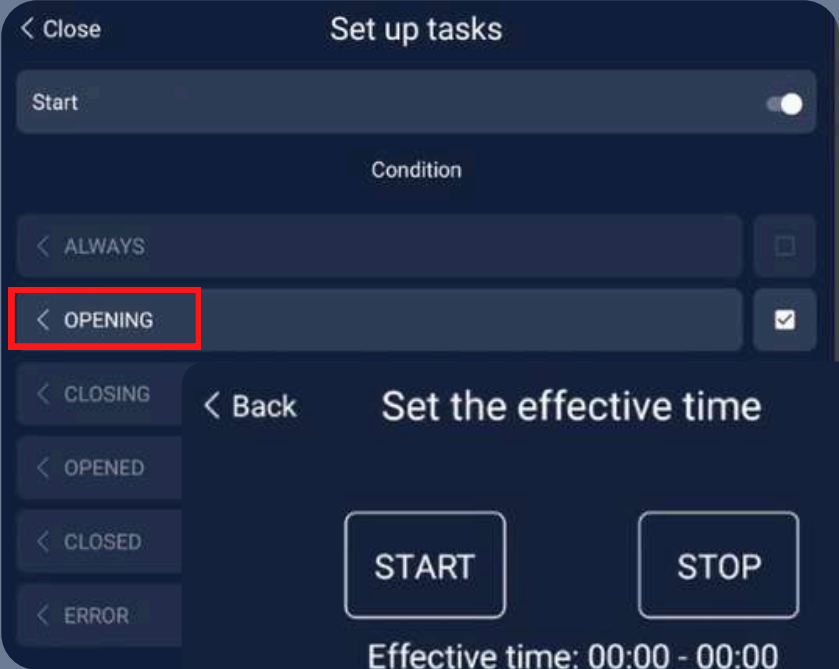 Close
Set up tasks
Start
Condition
ALWAYS
OPENING
CLOSING
OPENED
CLOSED
ERROR
Back
Set the effective time
START
STOP
Effective time: 00:00 - 00:00